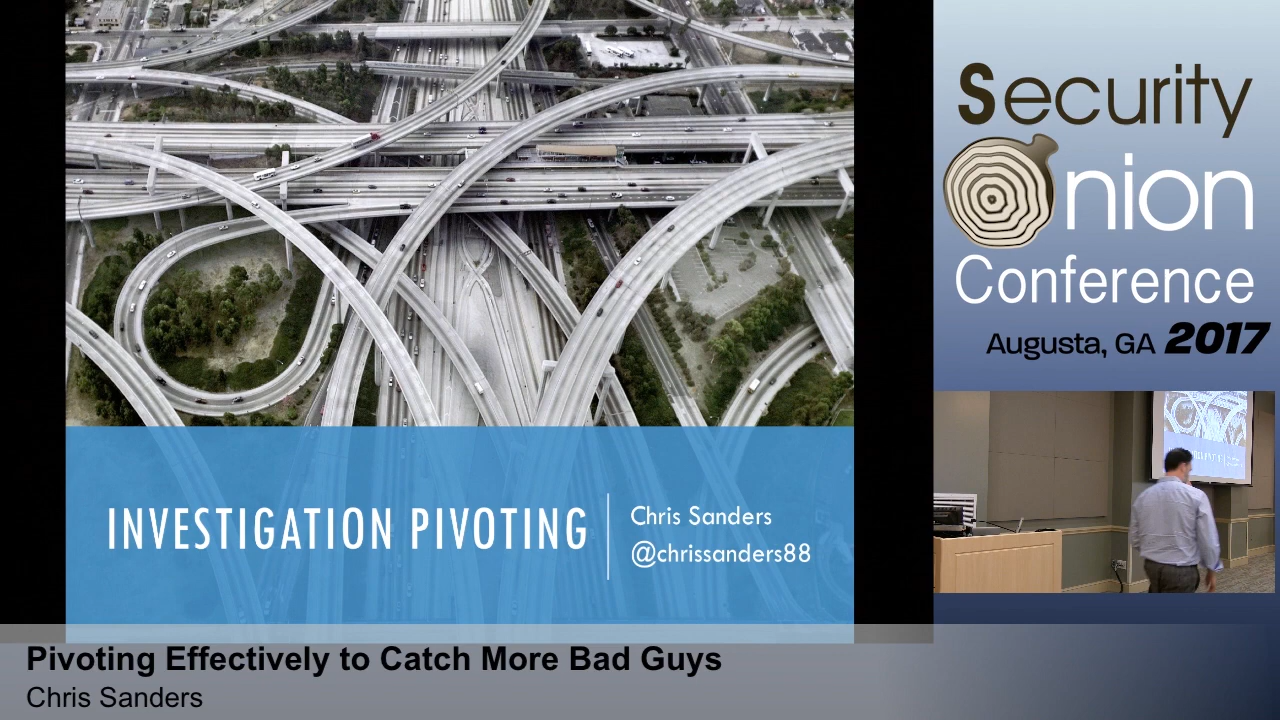 INVESTIGATION PIVOTING
Chris Sanders
@chrissanders88
Security
Onion
Conference
Augusta, GA 2017
Pivoting Effectively to Catch More Bad Guys
Chris Sanders